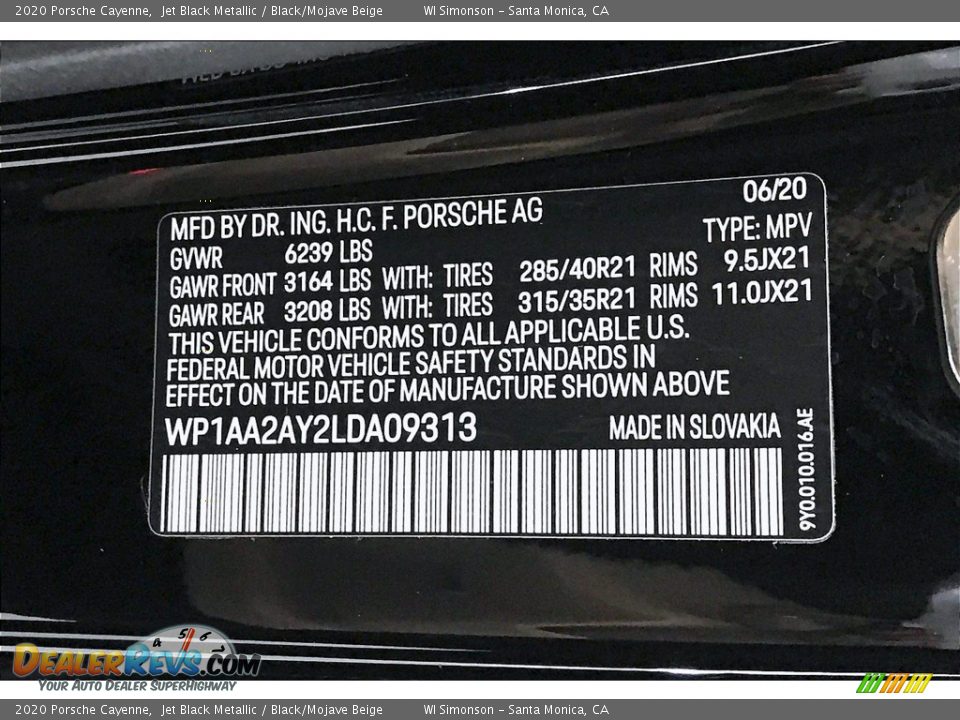 2020 Porsche Cayenne, Jet Black Metallic / Black/Mojave Beige WI Simonson - Santa Monica, CA
MFD BY DR. ING. H.C. F. PORSCHE AG 06/20
GVWR 6239 LBS TYPE: MPV
GAWR FRONT 3164 LBS WITH: TIRES 285/40R21 RIMS 9.5JX21
GAWR REAR 3208 LBS WITH: TIRES 315/35R21 RIMS 11.0JX21
THIS VEHICLE CONFORMS TO ALL APPLICABLE U.S.
FEDERAL MOTOR VEHICLE SAFETY STANDARDS IN
EFFECT ON THE DATE OF MANUFACTURE SHOWN ABOVE
WP1AA2AY2LDA09313 MADE IN SLOVAKIA
9Y0.010.016.AE
4 5 6 7
DEALERREVS.COM
YOUR AUTO DEALER SUPERHIGHWAY
2020 Porsche Cayenne, Jet Black Metallic / Black/Mojave Beige WI Simonson - Santa Monica, CA